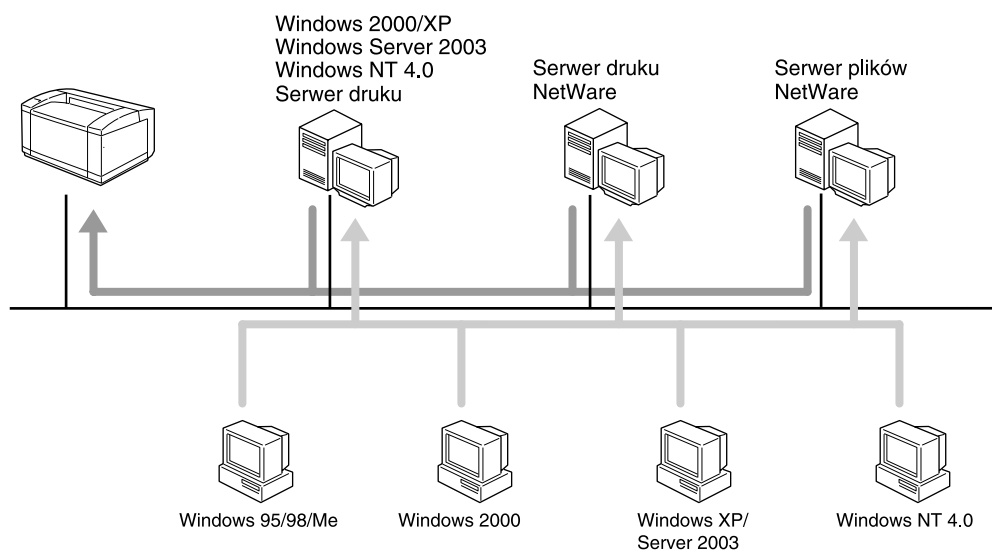 Windows 2000/XP
Windows Server 2003
Windows NT 4.0
Serwer druku
Serwer druku
NetWare
Serwer plików
NetWare
Windows 95/98/Me
Windows 2000
Windows XP/
Server 2003
Windows NT 4.0